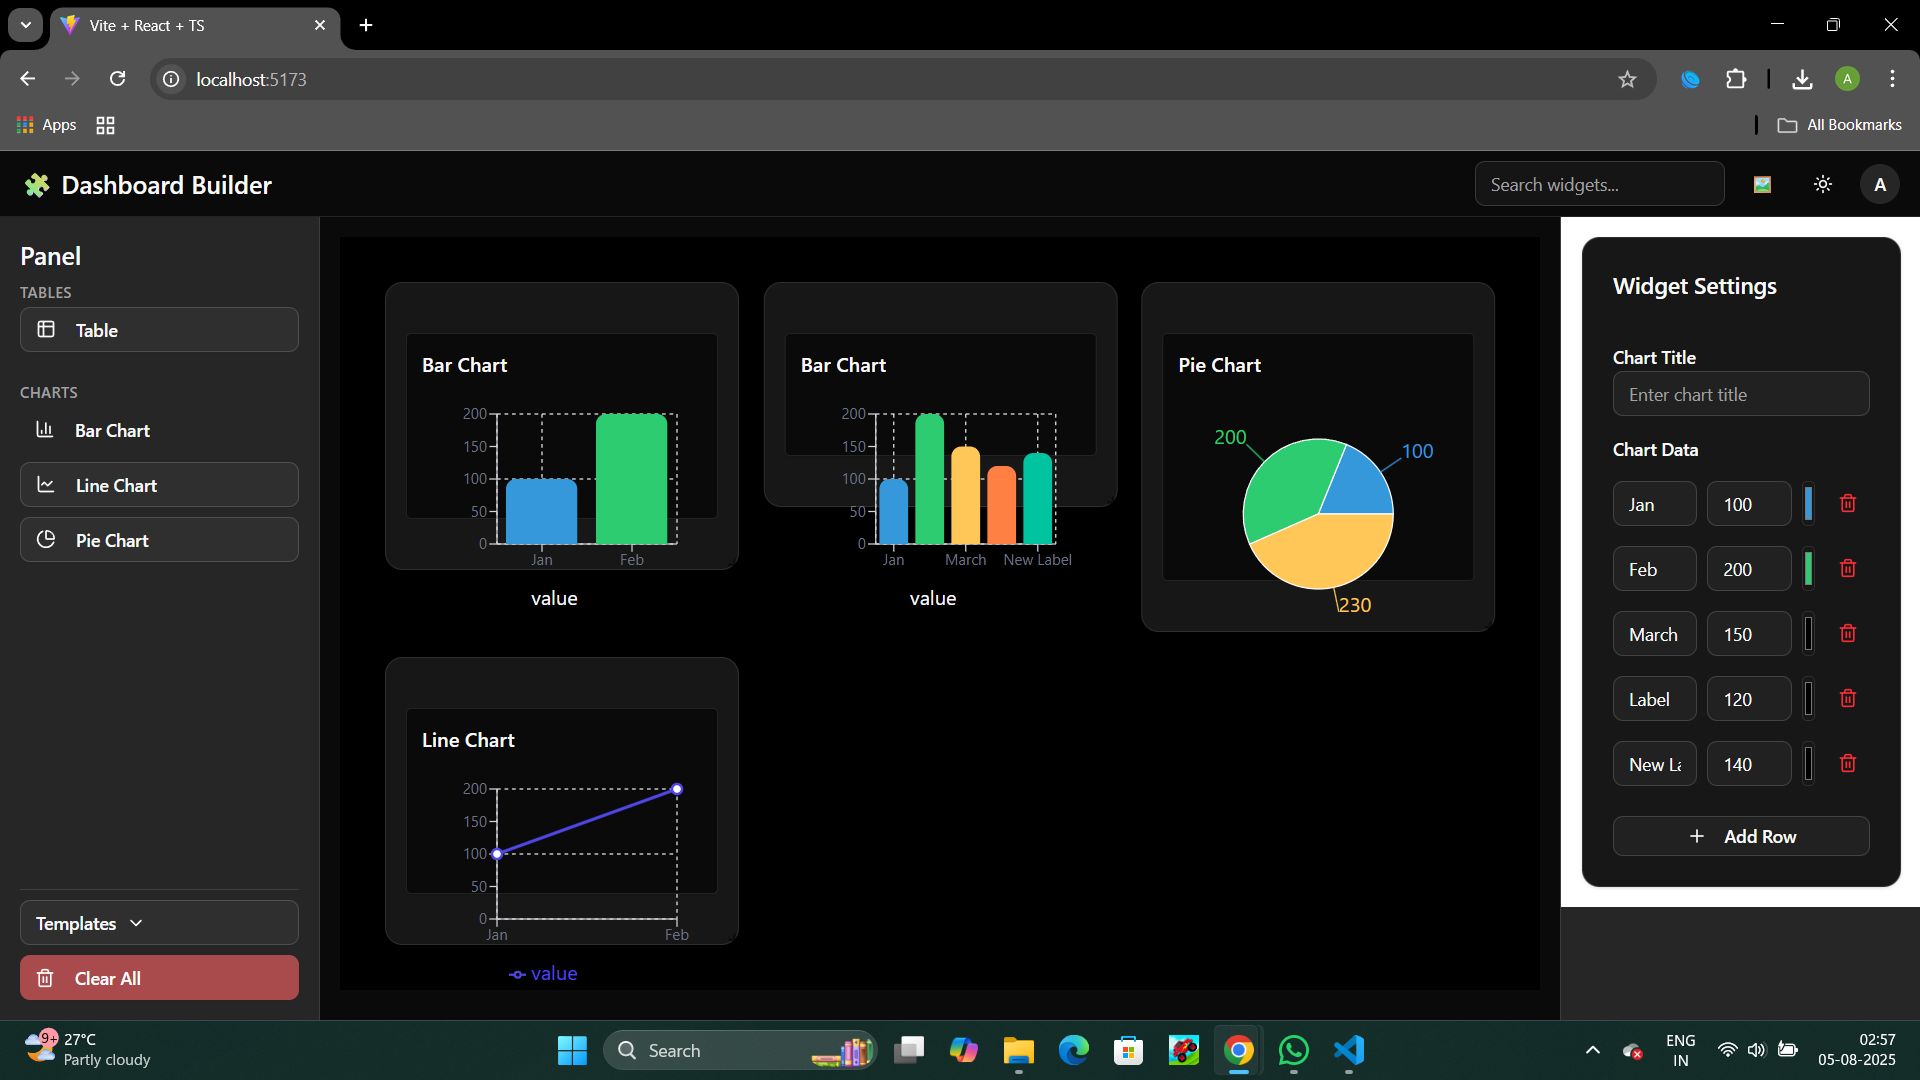 Vite + React + TS
localhost:5173
Apps
All Bookmarks
Dashboard Builder
Search widgets...
A
A
Panel
TABLES
Table
CHARTS
Bar Chart
Line Chart
Pie Chart
Templates
Clear All
Bar Chart
200
150
100
50
0
Jan Feb
value
Bar Chart
200
150
100
50
0
Jan March New Label
value
Pie Chart
200
100
230
Line Chart
200
150
100
50
0
Jan Feb
value
Widget Settings
Chart Title
Enter chart title
Chart Data
Jan 100
Feb 200
March 150
Label 120
New La 140
Add Row
9+
27°C
Partly cloudy
Search
ENG
IN
02:57
05-08-2025